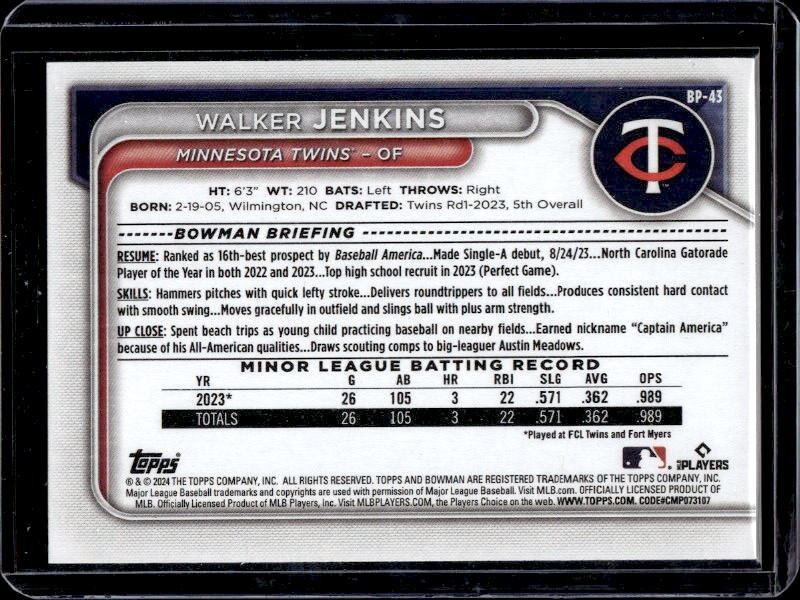 BP-43
WALKER JENKINS
MINNESOTA TWINS™ – OF
TC
HT: 6'3" WT: 210 BATS: Left THROWS: Right
BORN: 2-19-05, Wilmington, NC DRAFTED: Twins Rd1-2023, 5th Overall
BOWMAN BRIEFING
RESUME: Ranked as 16th-best prospect by Baseball America...Made Single-A debut, 8/24/23...North Carolina Gatorade
Player of the Year in both 2022 and 2023...Top high school recruit in 2023 (Perfect Game).
SKILLS: Hammers pitches with quick lefty stroke...Delivers roundtrippers to all fields...Produces consistent hard contact
with smooth swing...Moves gracefully in outfield and slings ball with plus arm strength.
UP CLOSE: Spent beach trips as young child practicing baseball on nearby fields...Earned nickname "Captain America"
because of his All-American qualities...Draws scouting comps to big-leaguer Austin Meadows.
MINOR LEAGUE BATTING RECORD
YR G AB HR RBI SLG AVG OPS
2023* 26 105 3 22 .571 .362 .989
TOTALS 26 105 3 22 .571 .362 .989
*Played at FCL Twins and Fort Myers
Topps
PLAYERS
® & © 2024 THE TOPPS COMPANY, INC. ALL RIGHTS RESERVED. TOPPS AND BOWMAN ARE REGISTERED TRADEMARKS OF THE TOPPS COMPANY, INC.
Major League Baseball trademarks and copyrights are used with permission of Major League Baseball. Visit MLB.com. OFFICIALLY LICENSED PRODUCT OF
MLB. Officially Licensed Product of MLB Players, Inc. Visit MLBPLAYERS.COM, the Players Choice on the web. WWW.TOPPS.COM. CODE#CMP073107